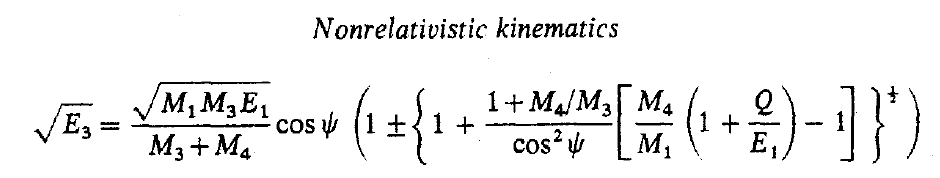 Nonrelativistic kinematics
√E₃ = √(M₁M₃E₁) / (M₃ + M₄) cos ψ (1 ± {1 + (1 + M₄/M₃) / cos² ψ [M₄/M₁ (1 + Q/E₁) − 1]}^½)